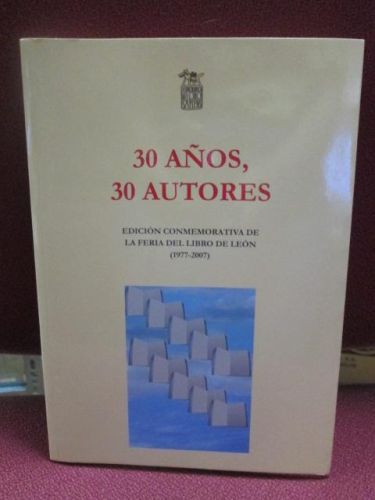 30 AÑOS,
30 AUTORES
EDICIÓN CONMEMORATIVA DE
LA FERIA DEL LIBRO DE LEÓN
(1977-2007)